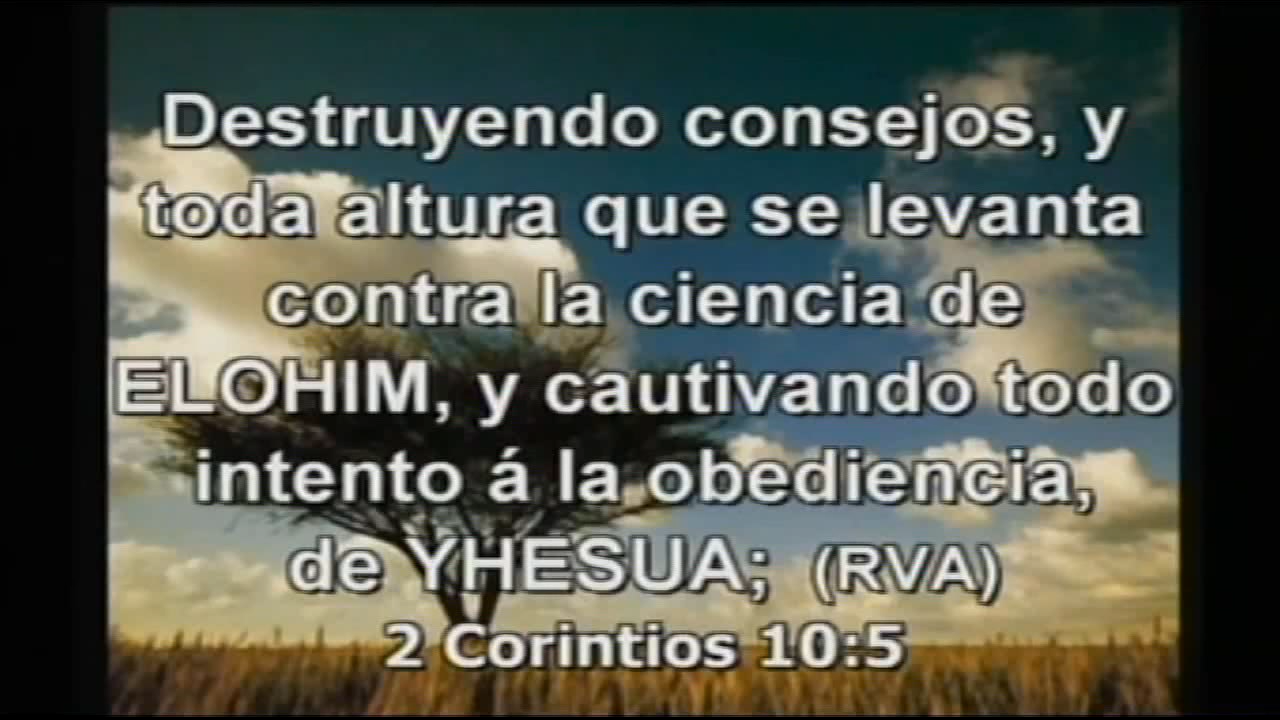 Destruyendo consejos, y
toda altura que se levanta
contra la ciencia de
ELOHIM, y cautivando todo
intento á la obediencia,
de YHESUA; (RVA)
2 Corintios 10:5